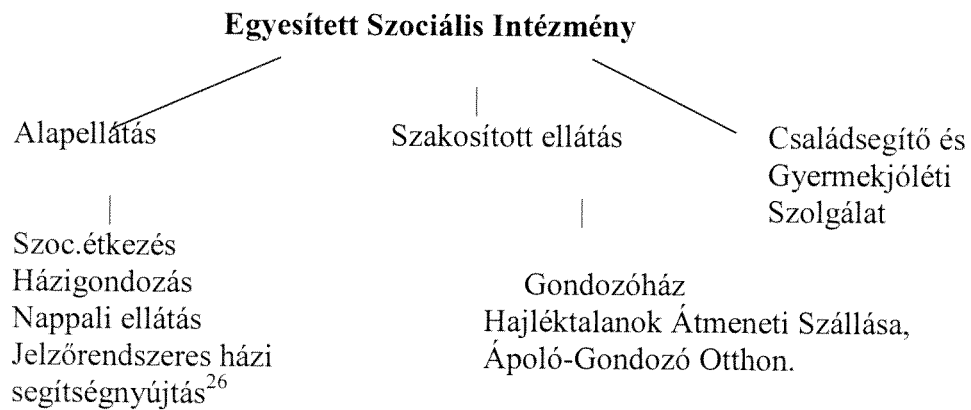 Egyesített Szociális Intézmény
Alapellátás
Szakosított ellátás
Családsegítő és
Gyermekjóléti
Szolgálat
Szoc.étkezés
Házigondozás
Nappali ellátás
Jelzőrendszeres házi
segítségnyújtás26
Gondozóház
Hajléktalanok Átmeneti Szállása,
Ápoló-Gondozó Otthon.